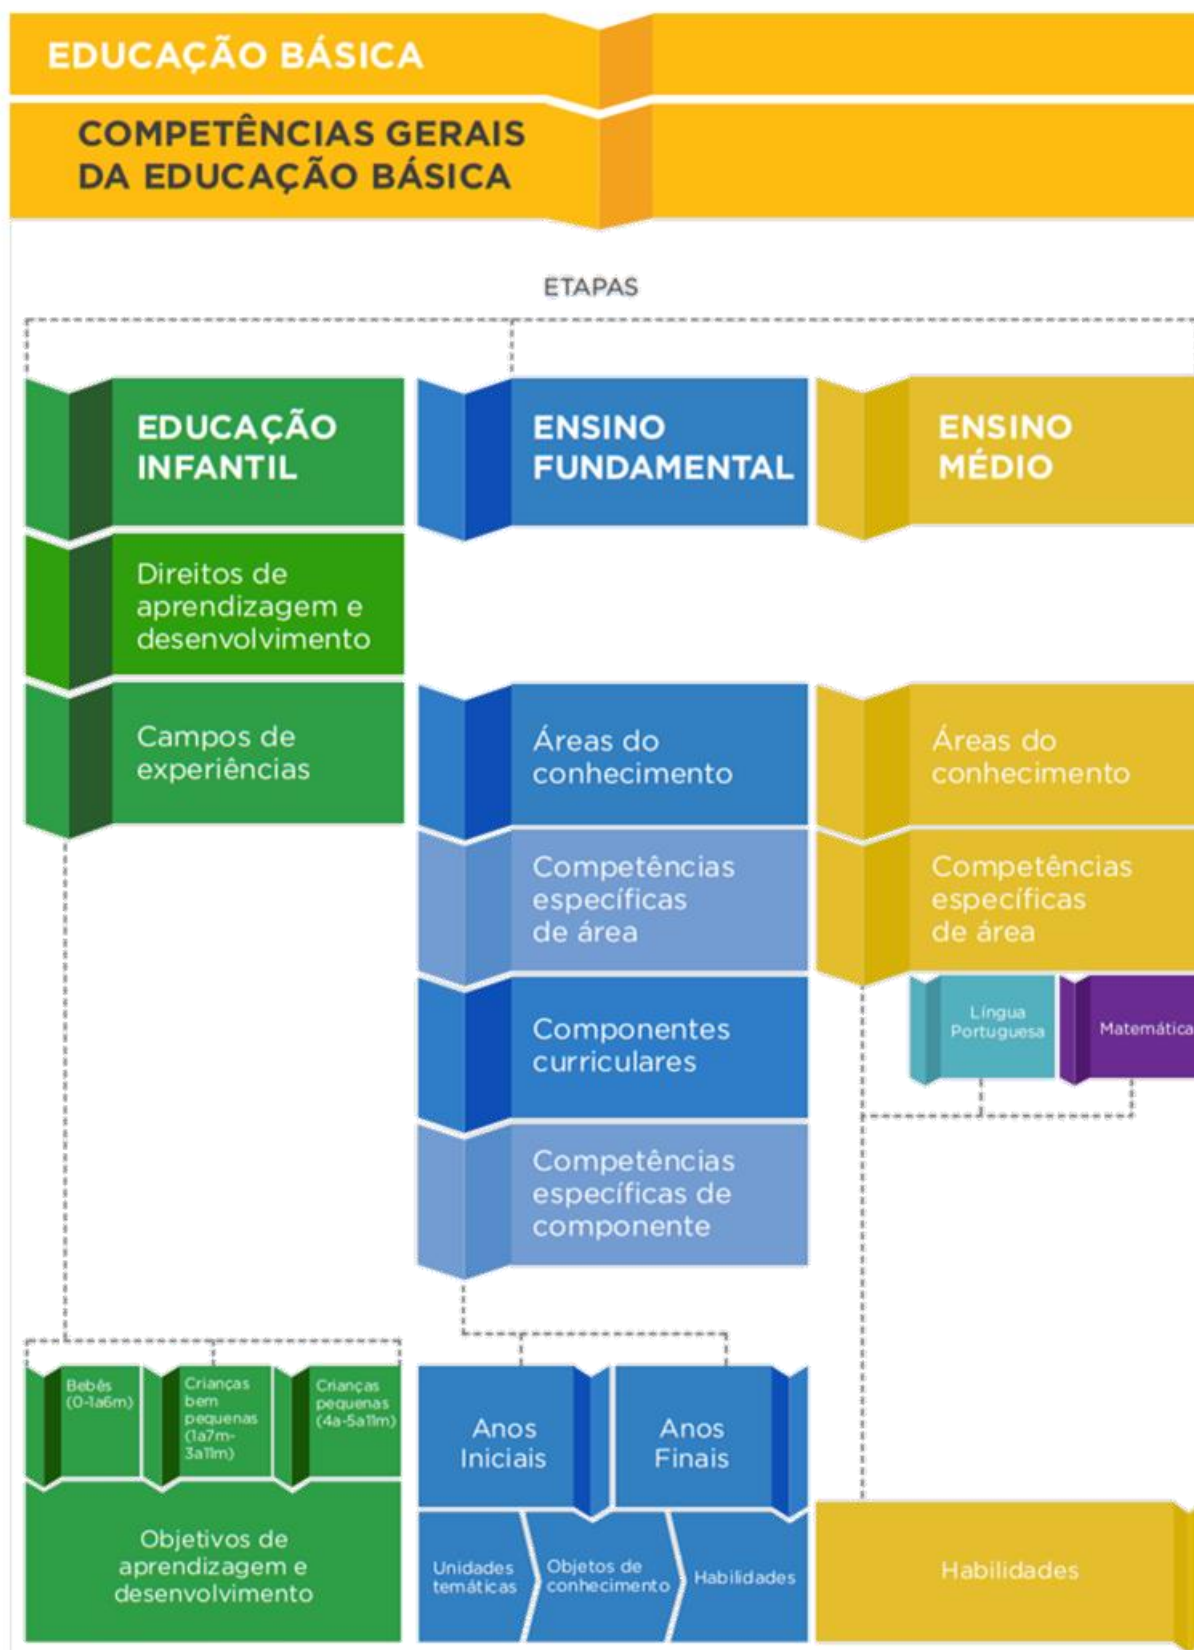 EDUCAÇÃO BÁSICA
COMPETÊNCIAS GERAIS
DA EDUCAÇÃO BÁSICA
ETAPAS
EDUCAÇÃO
INFANTIL
Direitos de
aprendizagem e
desenvolvimento
Campos de
experiências
Bebês
(0-1a6m)
Crianças
bem
pequenas
(1a7m-
3a11m)
Crianças
pequenas
(4a-5a11m)
Objetivos de
aprendizagem e
desenvolvimento
ENSINO
FUNDAMENTAL
Áreas do
conhecimento
Competências
específicas
de área
Componentes
curriculares
Competências
específicas de
componente
Anos
Iniciais
Anos
Finais
Unidades
temáticas
Objetos de
conhecimento
Habilidades
ENSINO
MÉDIO
Áreas do
conhecimento
Competências
específicas
de área
Língua
Portuguesa
Matemática
Habilidades